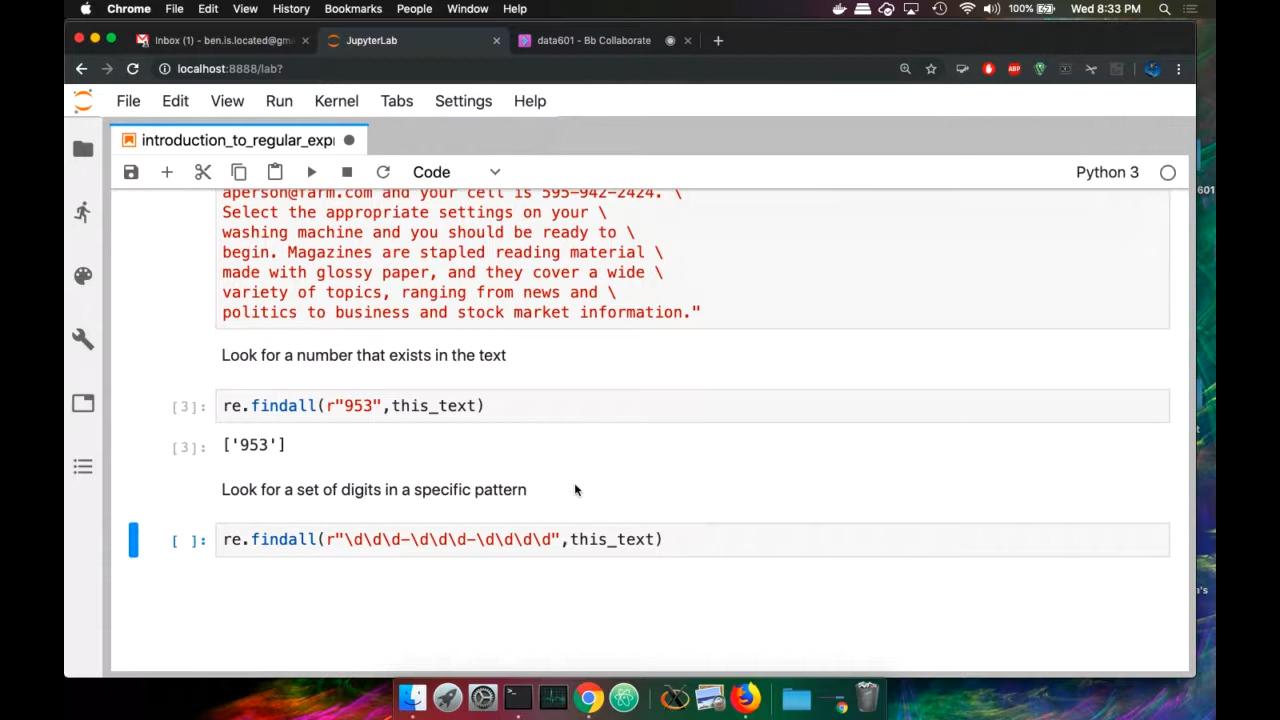 Chrome File Edit View History Bookmarks People Window Help 100% Wed 8:33 PM
Inbox (1) - ben.is.located@gm JupyterLab data601 - Bb Collaborate
localhost:8888/lab? ABP
File Edit View Run Kernel Tabs Settings Help
introduction_to_regular_exp
Code Python 3
aperson@farm.com and your cell is 595-942-2424. \
Select the appropriate settings on your \
washing machine and you should be ready to \
begin. Magazines are stapled reading material \
made with glossy paper, and they cover a wide \
variety of topics, ranging from news and \
politics to business and stock market information."
Look for a number that exists in the text
[3]: re.findall(r"953",this_text)
[3]: ['953']
Look for a set of digits in a specific pattern
[ ]: re.findall(r"\d\d\d-\d\d\d-\d\d\d\d",this_text)
601